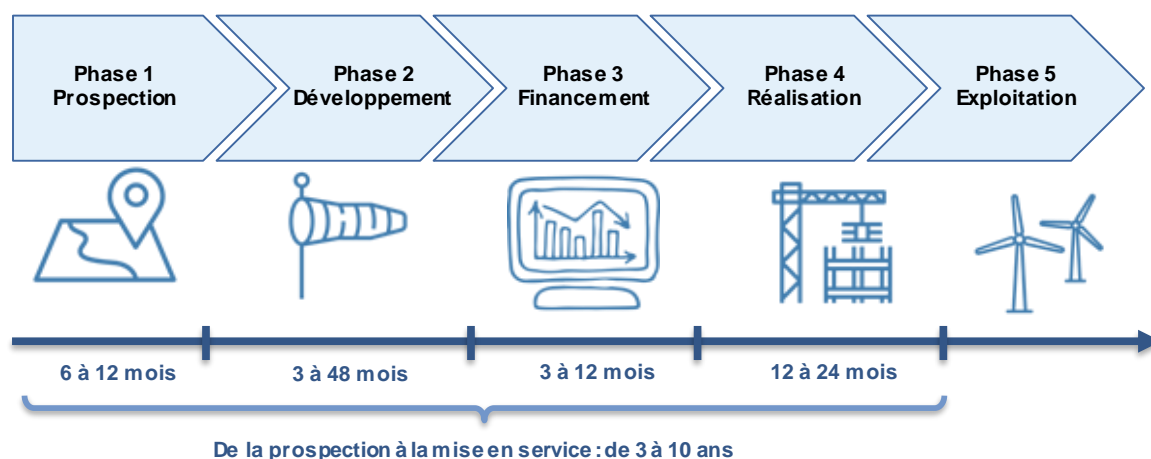 Phase 1
Prospection
Phase 2
Développement
Phase 3
Financement
Phase 4
Réalisation
Phase 5
Exploitation
6 à 12 mois
3 à 48 mois
3 à 12 mois
12 à 24 mois
De la prospection à la mise en service : de 3 à 10 ans